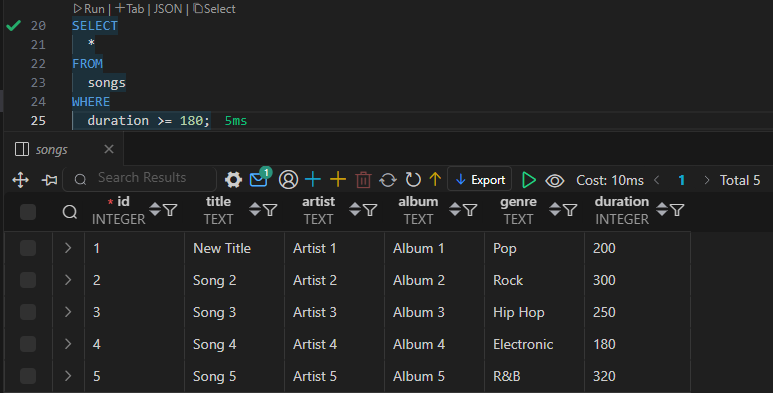 Run | Tab | JSON | Select
20 SELECT
21 *
22 FROM
23 songs
24 WHERE
25 duration >= 180; 5ms
songs
Search Results 1 Export Cost: 10ms 1 Total 5
* id title artist album genre duration
INTEGER TEXT TEXT TEXT TEXT INTEGER
1 New Title Artist 1 Album 1 Pop 200
2 Song 2 Artist 2 Album 2 Rock 300
3 Song 3 Artist 3 Album 3 Hip Hop 250
4 Song 4 Artist 4 Album 4 Electronic 180
5 Song 5 Artist 5 Album 5 R&B 320